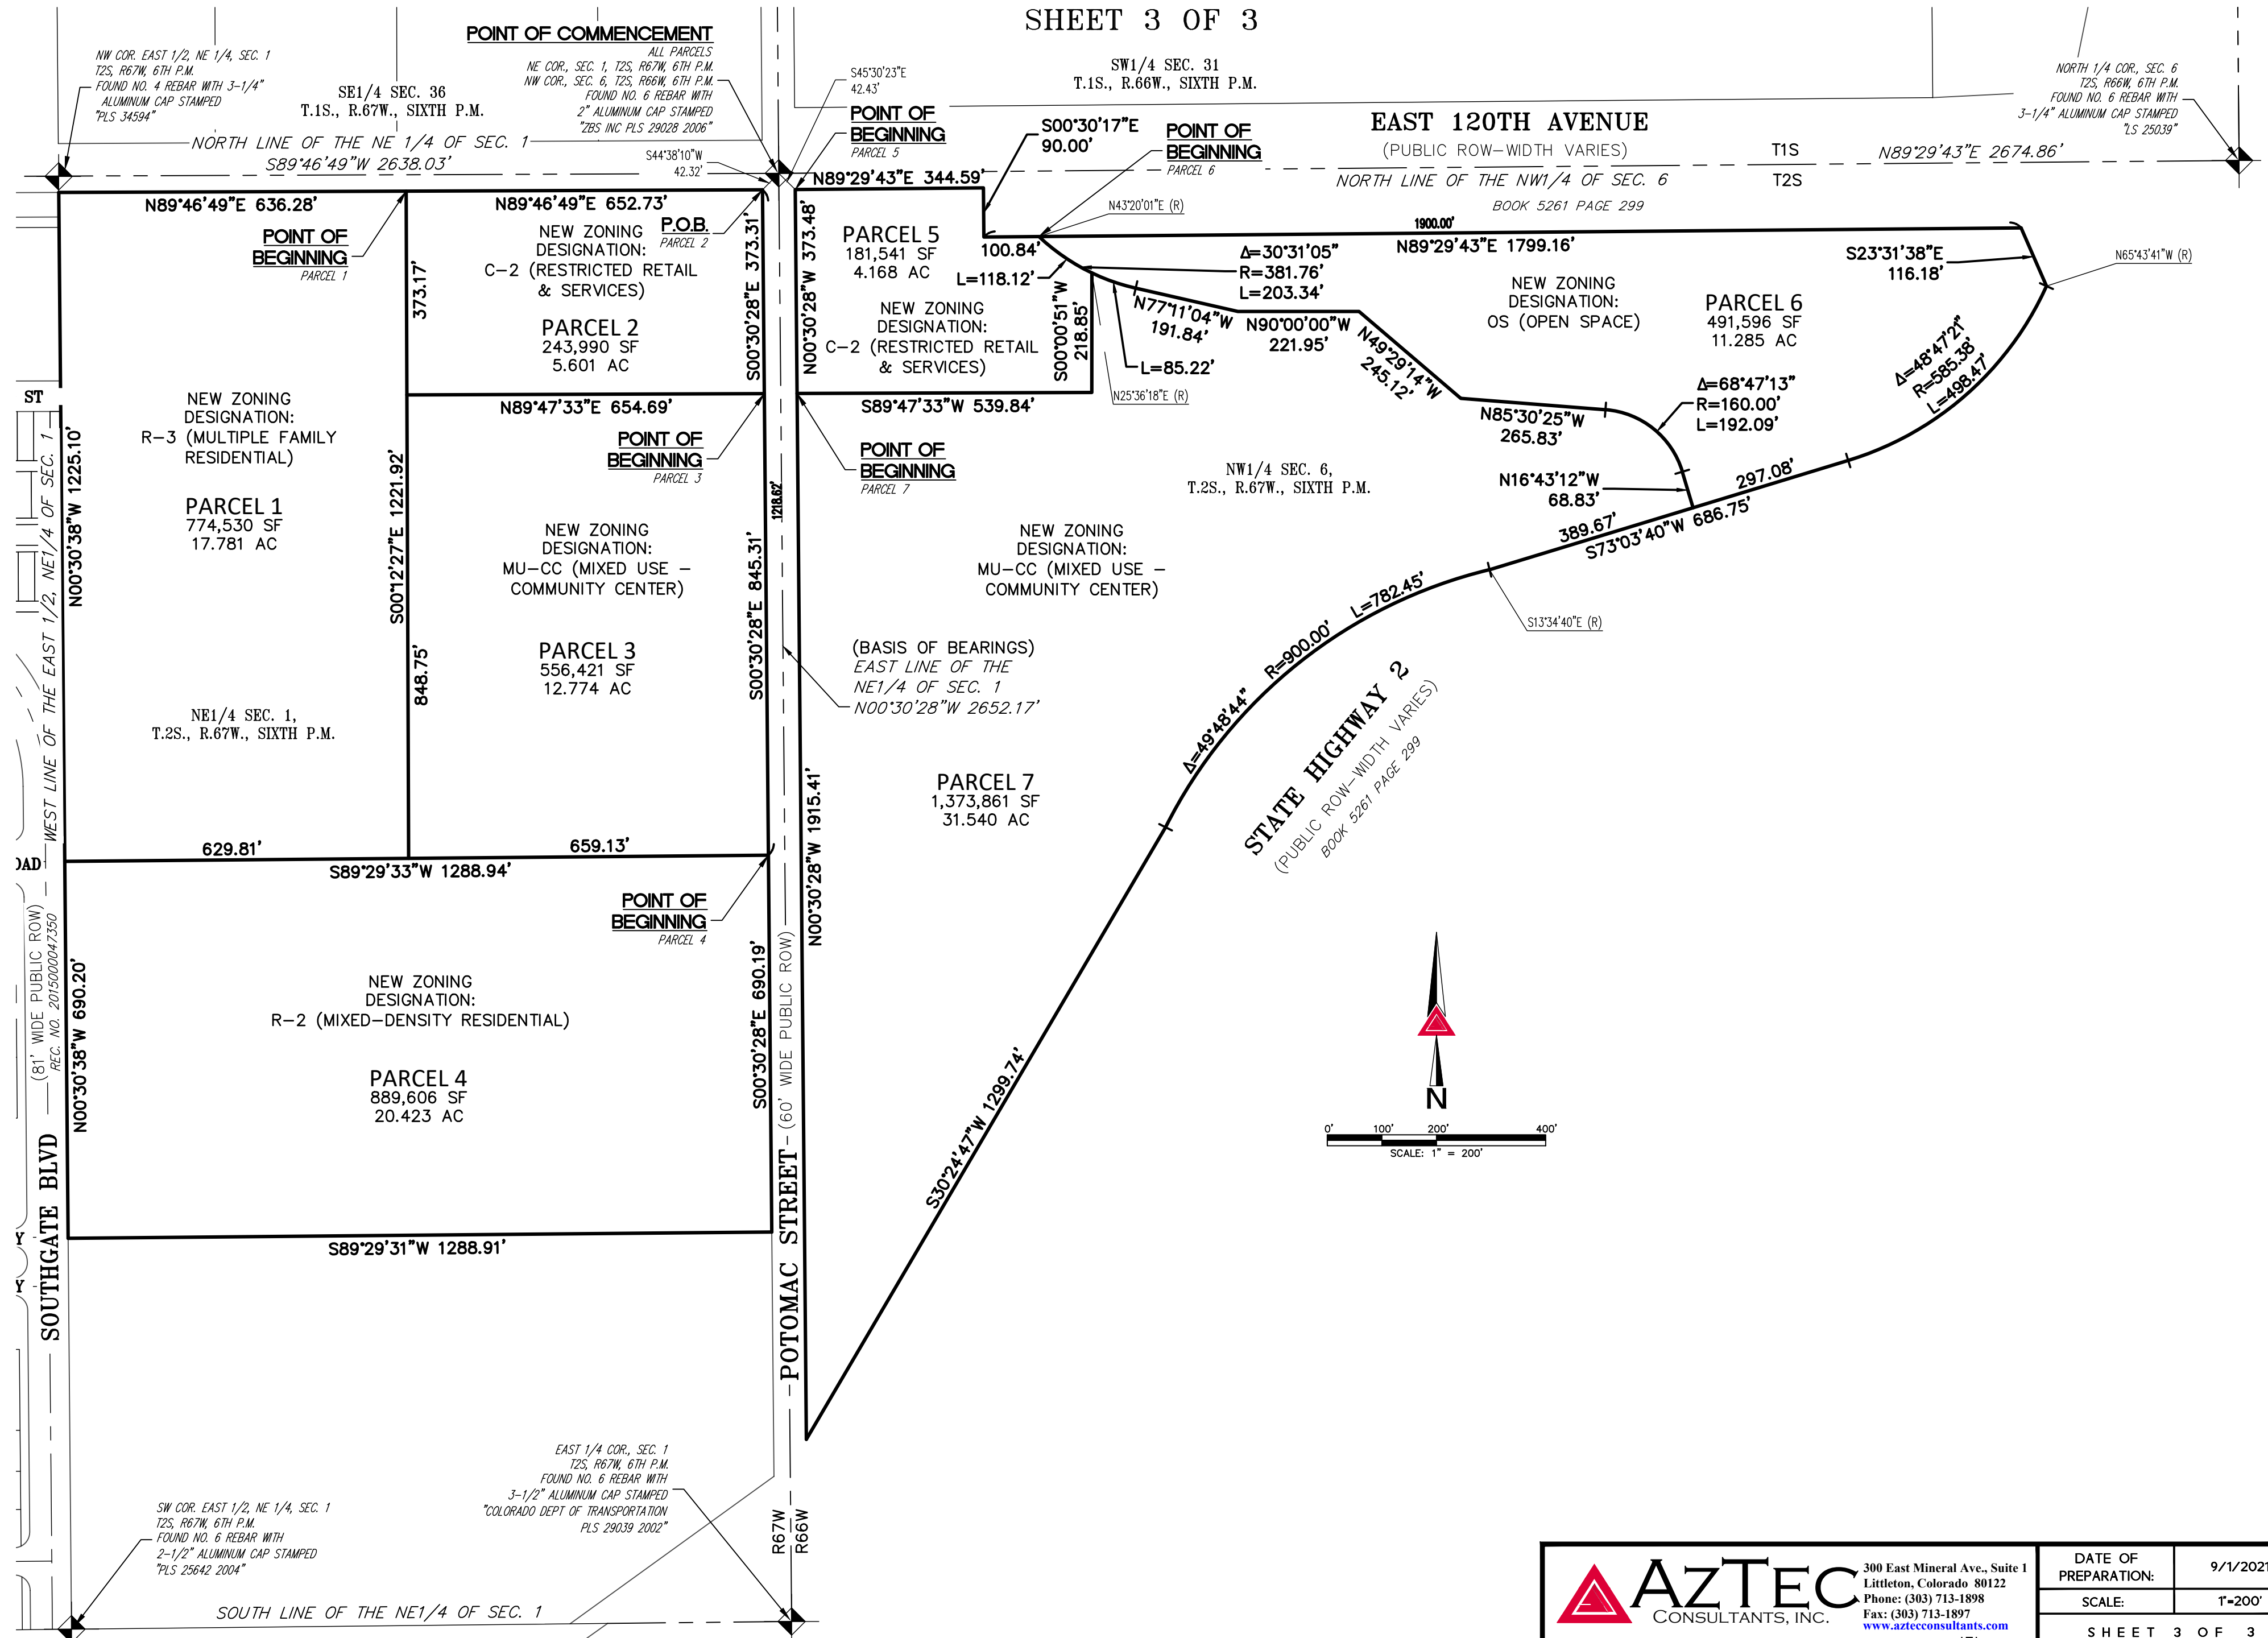 SHEET 3 OF 3
NW COR. EAST 1/2, NE 1/4, SEC. 1
T2S, R67W, 6TH P.M.
FOUND NO. 4 REBAR WITH 3-1/4"
ALUMINUM CAP STAMPED
"PLS 34594"
SE1/4 SEC. 36
T.1S., R.67W., SIXTH P.M.
POINT OF COMMENCEMENT
ALL PARCELS
NE COR., SEC. 1, T2S, R67W, 6TH P.M.
NW COR., SEC. 6, T2S, R66W, 6TH P.M.
FOUND NO. 6 REBAR WITH
2" ALUMINUM CAP STAMPED
"ZBS INC PLS 29028 2006"
S45°30'23"E
42.43'
POINT OF
BEGINNING
PARCEL 5
SW1/4 SEC. 31
T.1S., R.66W., SIXTH P.M.
S00°30'17"E
90.00'
POINT OF
BEGINNING
PARCEL 6
EAST 120TH AVENUE
(PUBLIC ROW-WIDTH VARIES)
T1S
T2S
N89°29'43"E 2674.86'
NORTH LINE OF THE NW1/4 OF SEC. 6
BOOK 5261 PAGE 299
NORTH 1/4 COR., SEC. 6
T2S, R66W, 6TH P.M.
FOUND NO. 6 REBAR WITH
3-1/4" ALUMINUM CAP STAMPED
"LS 25039"
NORTH LINE OF THE NE 1/4 OF SEC. 1
S89°46'49"W 2638.03'
S44°38'10"W
42.32'
N89°29'43"E 344.59'
N43°20'01"E (R)
N89°46'49"E 636.28'
N89°46'49"E 652.73'
POINT OF
BEGINNING
PARCEL 1
P.O.B.
PARCEL 2
NEW ZONING
DESIGNATION:
C-2 (RESTRICTED RETAIL
& SERVICES)
PARCEL 2
243,990 SF
5.601 AC
373.17'
S00°30'28"E 373.31'
N00°30'28"W 373.48'
PARCEL 5
181,541 SF
4.168 AC
NEW ZONING
DESIGNATION:
C-2 (RESTRICTED RETAIL
& SERVICES)
100.84'
L=118.12'
1900.00'
N89°29'43"E 1799.16'
Δ=30°31'05"
R=381.76'
L=203.34'
S00°00'51"W
218.85'
N77°11'04"W
191.84'
L=85.22'
N25°36'18"E (R)
N90°00'00"W
221.95'
N49°29'14"W
245.12'
NEW ZONING
DESIGNATION:
OS (OPEN SPACE)
PARCEL 6
491,596 SF
11.285 AC
S23°31'38"E
116.18'
N65°43'41"W (R)
Δ=48°47'21"
R=585.38'
L=498.47'
Δ=68°47'13"
R=160.00'
L=192.09'
N85°30'25"W
265.83'
N16°43'12"W
68.83'
297.08'
389.67'
S73°03'40"W 686.75'
S13°34'40"E (R)
ST
NEW ZONING
DESIGNATION:
R-3 (MULTIPLE FAMILY
RESIDENTIAL)
PARCEL 1
774,530 SF
17.781 AC
N00°30'38"W 1225.10'
WEST LINE OF THE EAST 1/2, NE1/4 OF SEC. 1
S00°12'27"E 1221.92'
848.75'
N89°47'33"E 654.69'
S89°47'33"W 539.84'
POINT OF
BEGINNING
PARCEL 3
POINT OF
BEGINNING
PARCEL 7
1218.62'
S00°30'28"E 845.31'
NEW ZONING
DESIGNATION:
MU-CC (MIXED USE -
COMMUNITY CENTER)
PARCEL 3
556,421 SF
12.774 AC
NW1/4 SEC. 6,
T.2S., R.67W., SIXTH P.M.
NEW ZONING
DESIGNATION:
MU-CC (MIXED USE -
COMMUNITY CENTER)
(BASIS OF BEARINGS)
EAST LINE OF THE
NE1/4 OF SEC. 1
N00°30'28"W 2652.17'
NE1/4 SEC. 1,
T.2S., R.67W., SIXTH P.M.
PARCEL 7
1,373,861 SF
31.540 AC
N00°30'28"W 1915.41'
Δ=49°48'44" R=900.00' L=782.45'
STATE HIGHWAY 2
(PUBLIC ROW-WIDTH VARIES)
BOOK 5261 PAGE 299
629.81'
659.13'
S89°29'33"W 1288.94'
OAD
POINT OF
BEGINNING
PARCEL 4
SOUTHGATE BLVD
(81' WIDE PUBLIC ROW)
REC. NO. 2015000047350
N00°30'38"W 690.20'
NEW ZONING
DESIGNATION:
R-2 (MIXED-DENSITY RESIDENTIAL)
PARCEL 4
889,606 SF
20.423 AC
S00°30'28"E 690.19'
POTOMAC STREET
(60' WIDE PUBLIC ROW)
S30°24'47"W 1299.74'
N
0' 100' 200' 400'
SCALE: 1" = 200'
Y
Y
S89°29'31"W 1288.91'
EAST 1/4 COR., SEC. 1
T2S, R67W, 6TH P.M.
FOUND NO. 6 REBAR WITH
3-1/2" ALUMINUM CAP STAMPED
"COLORADO DEPT OF TRANSPORTATION
PLS 29039 2002"
SW COR. EAST 1/2, NE 1/4, SEC. 1
T2S, R67W, 6TH P.M.
FOUND NO. 6 REBAR WITH
2-1/2" ALUMINUM CAP STAMPED
"PLS 25642 2004"
R67W
R66W
SOUTH LINE OF THE NE1/4 OF SEC. 1
AZTEC
CONSULTANTS, INC.
300 East Mineral Ave., Suite 1
Littleton, Colorado 80122
Phone: (303) 713-1898
Fax: (303) 713-1897
www.aztecconsultants.com
DATE OF
PREPARATION:
9/1/2021
SCALE:
1"=200'
SHEET 3 OF 3